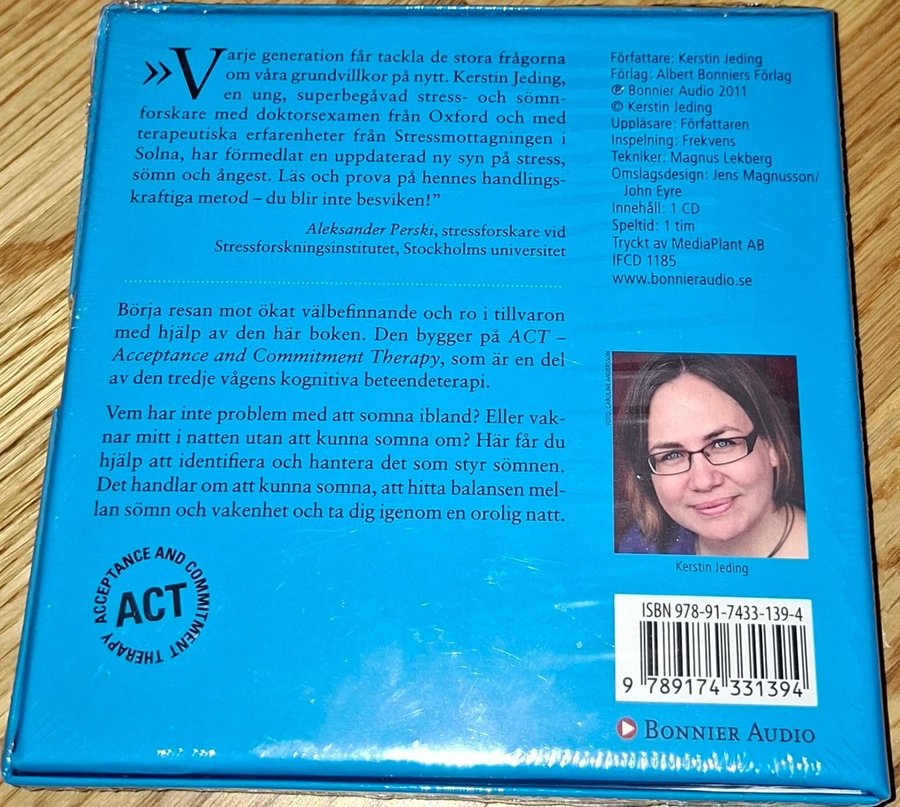 »Varje generation får tackla de stora frågorna
om våra grundvillkor på nytt. Kerstin Jeding,
en ung, superbegåvad stress- och sömn-
forskare med doktorsexamen från Oxford och med
terapeutiska erfarenheter från Stressmottagningen i
Solna, har förmedlat en uppdaterad ny syn på stress,
sömn och ångest. Läs och prova på hennes handlings-
kraftiga metod – du blir inte besviken!”
Aleksander Perski, stressforskare vid
Stressforskningsinstitutet, Stockholms universitet
Börja resan mot ökat välbefinnande och ro i tillvaron
med hjälp av den här boken. Den bygger på ACT –
Acceptance and Commitment Therapy, som är en del
av den tredje vågens kognitiva beteendeterapi.
Vem har inte problem med att somna ibland? Eller vak-
nar mitt i natten utan att kunna somna om? Här får du
hjälp att identifiera och hantera det som styr sömnen.
Det handlar om att kunna somna, att hitta balansen mel-
lan sömn och vakenhet och ta dig igenom en orolig natt.
ACCEPTANCE AND COMMITMENT THERAPY
ACT
Författare: Kerstin Jeding
Förlag: Albert Bonniers Förlag
℗ Bonnier Audio 2011
© Kerstin Jeding
Uppläsare: Författaren
Inspelning: Frekvens
Tekniker: Magnus Lekberg
Omslagsdesign: Jens Magnusson/
John Eyre
Innehåll: 1 CD
Speltid: 1 tim
Tryckt av MediaPlant AB
IFCD 1185
www.bonnieraudio.se
FOTO: CAROLINE ANDERSSON
Kerstin Jeding
ISBN 978-91-7433-139-4
9 789174 331394
BONNIER AUDIO